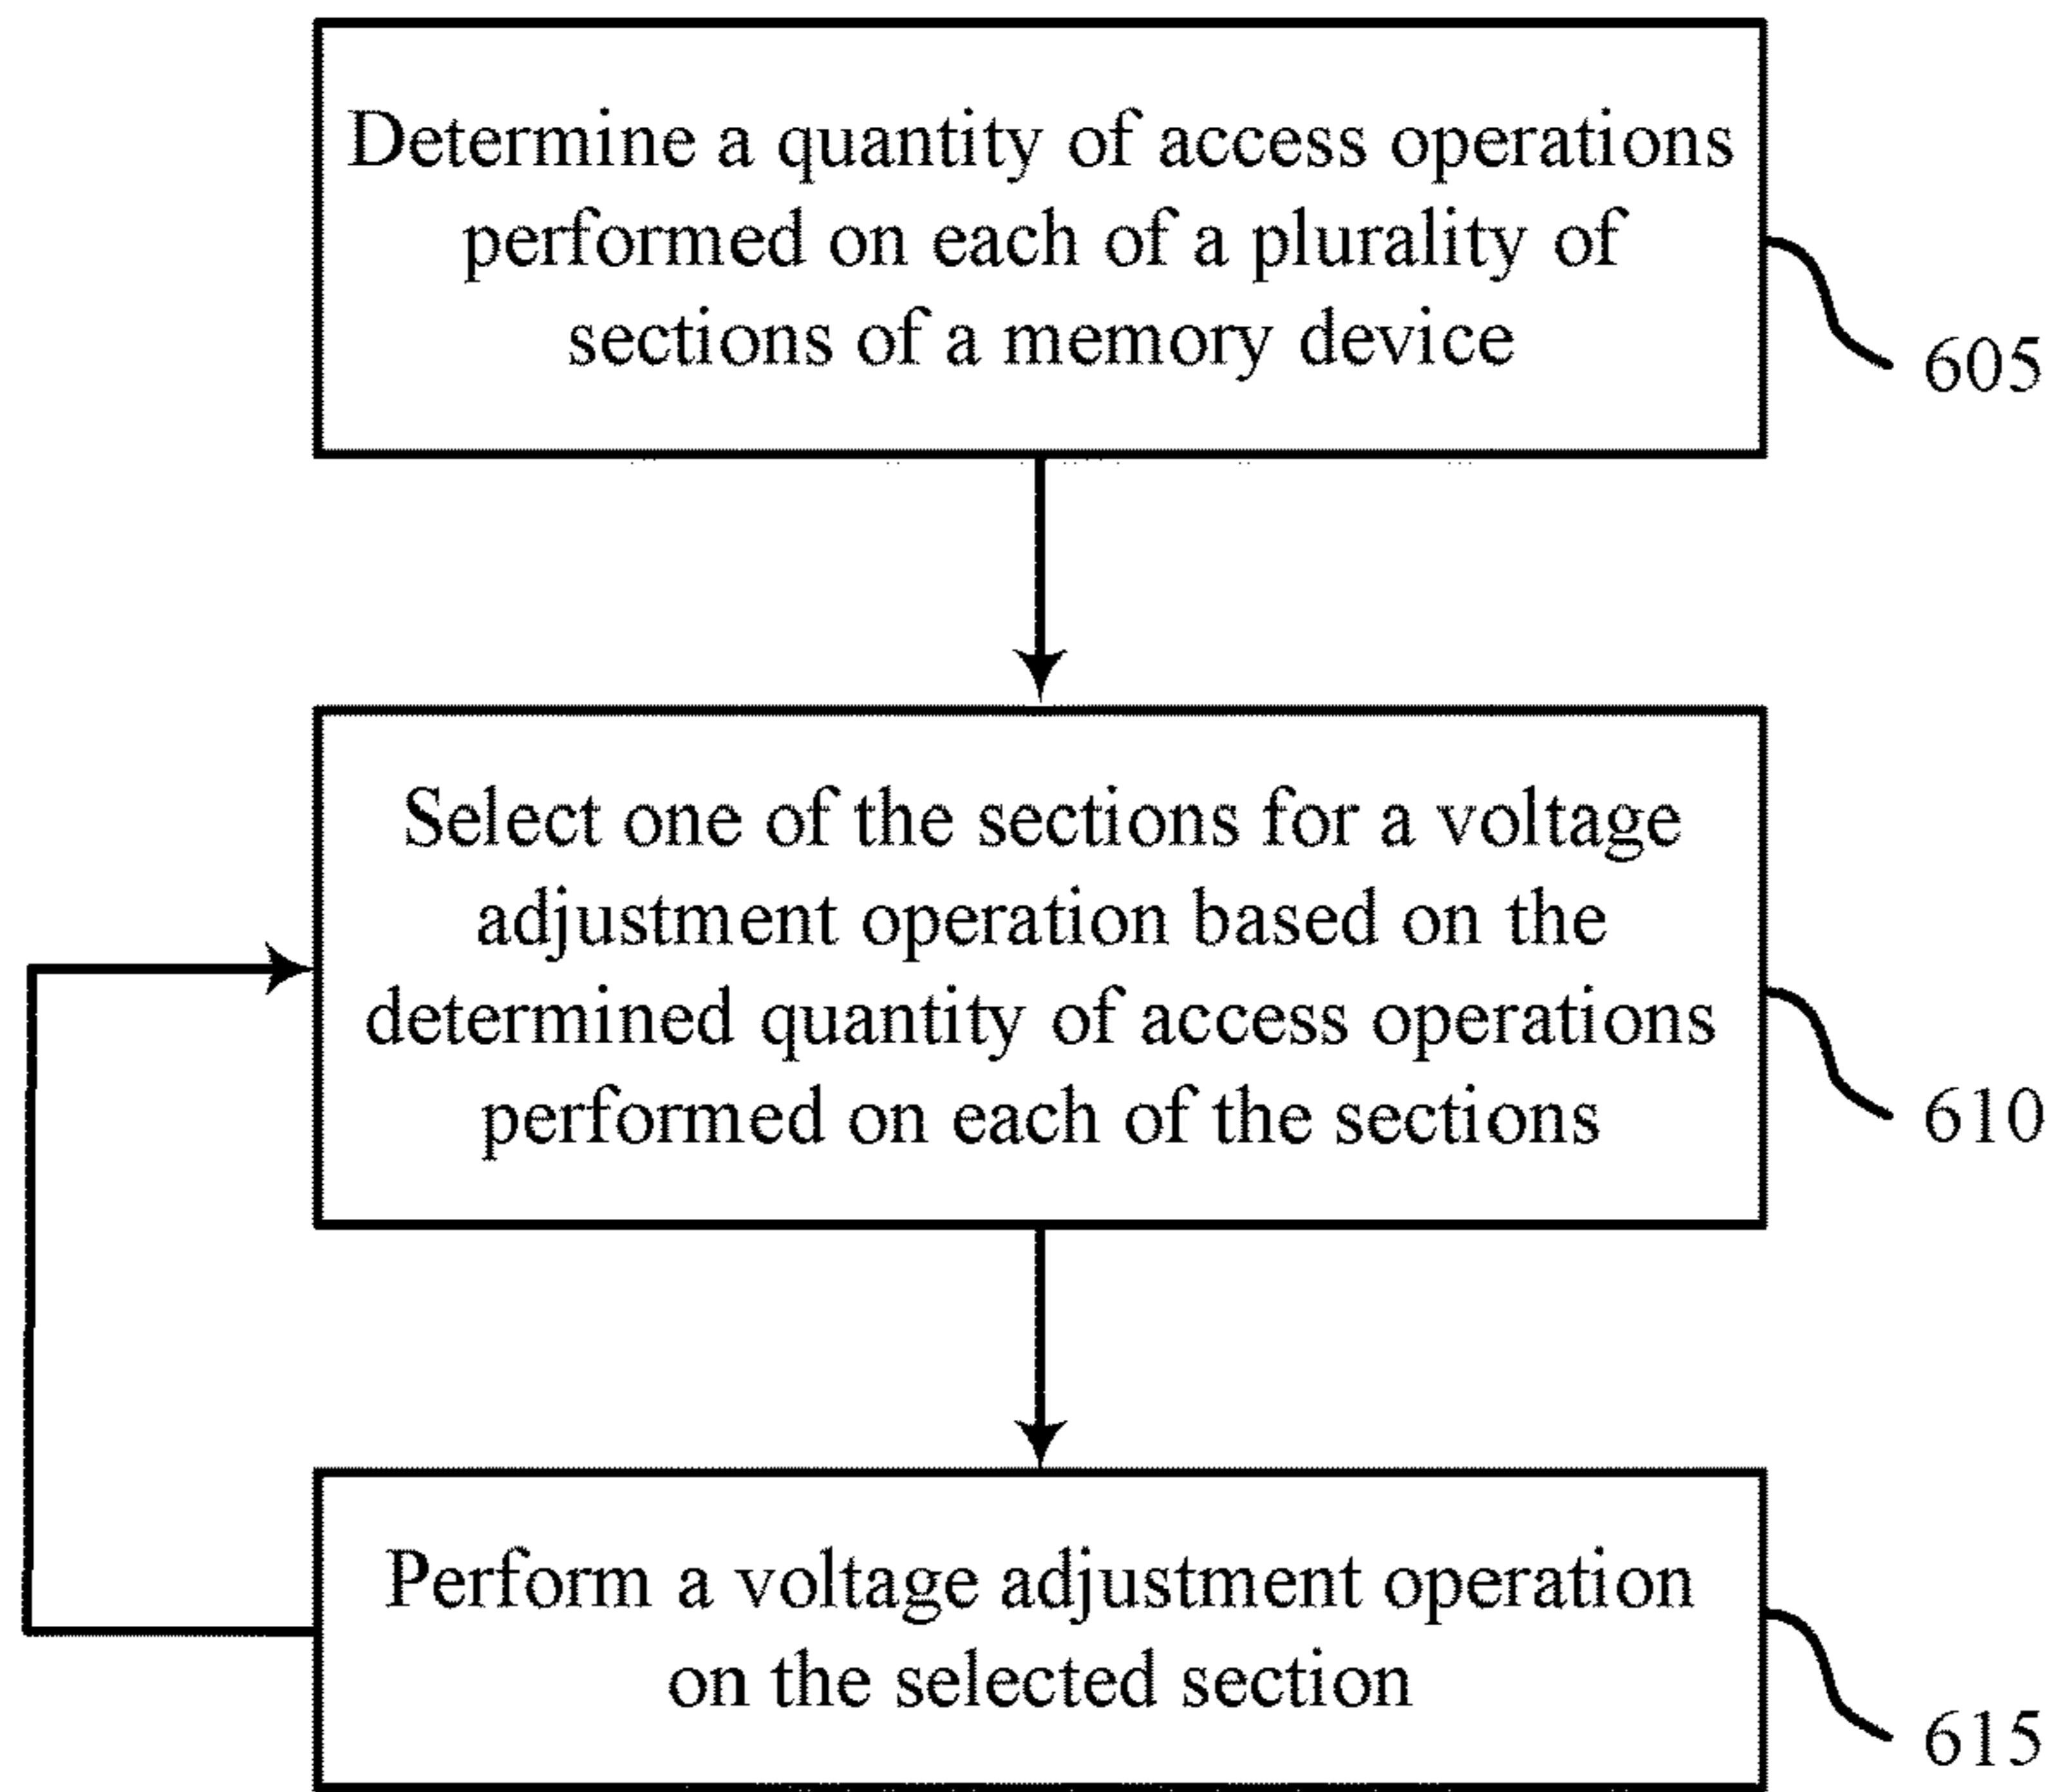 Determine a quantity of access operations
performed on each of a plurality of
sections of a memory device
605
Select one of the sections for a voltage
adjustment operation based on the
determined quantity of access operations
performed on each of the sections
610
Perform a voltage adjustment operation
on the selected section
615